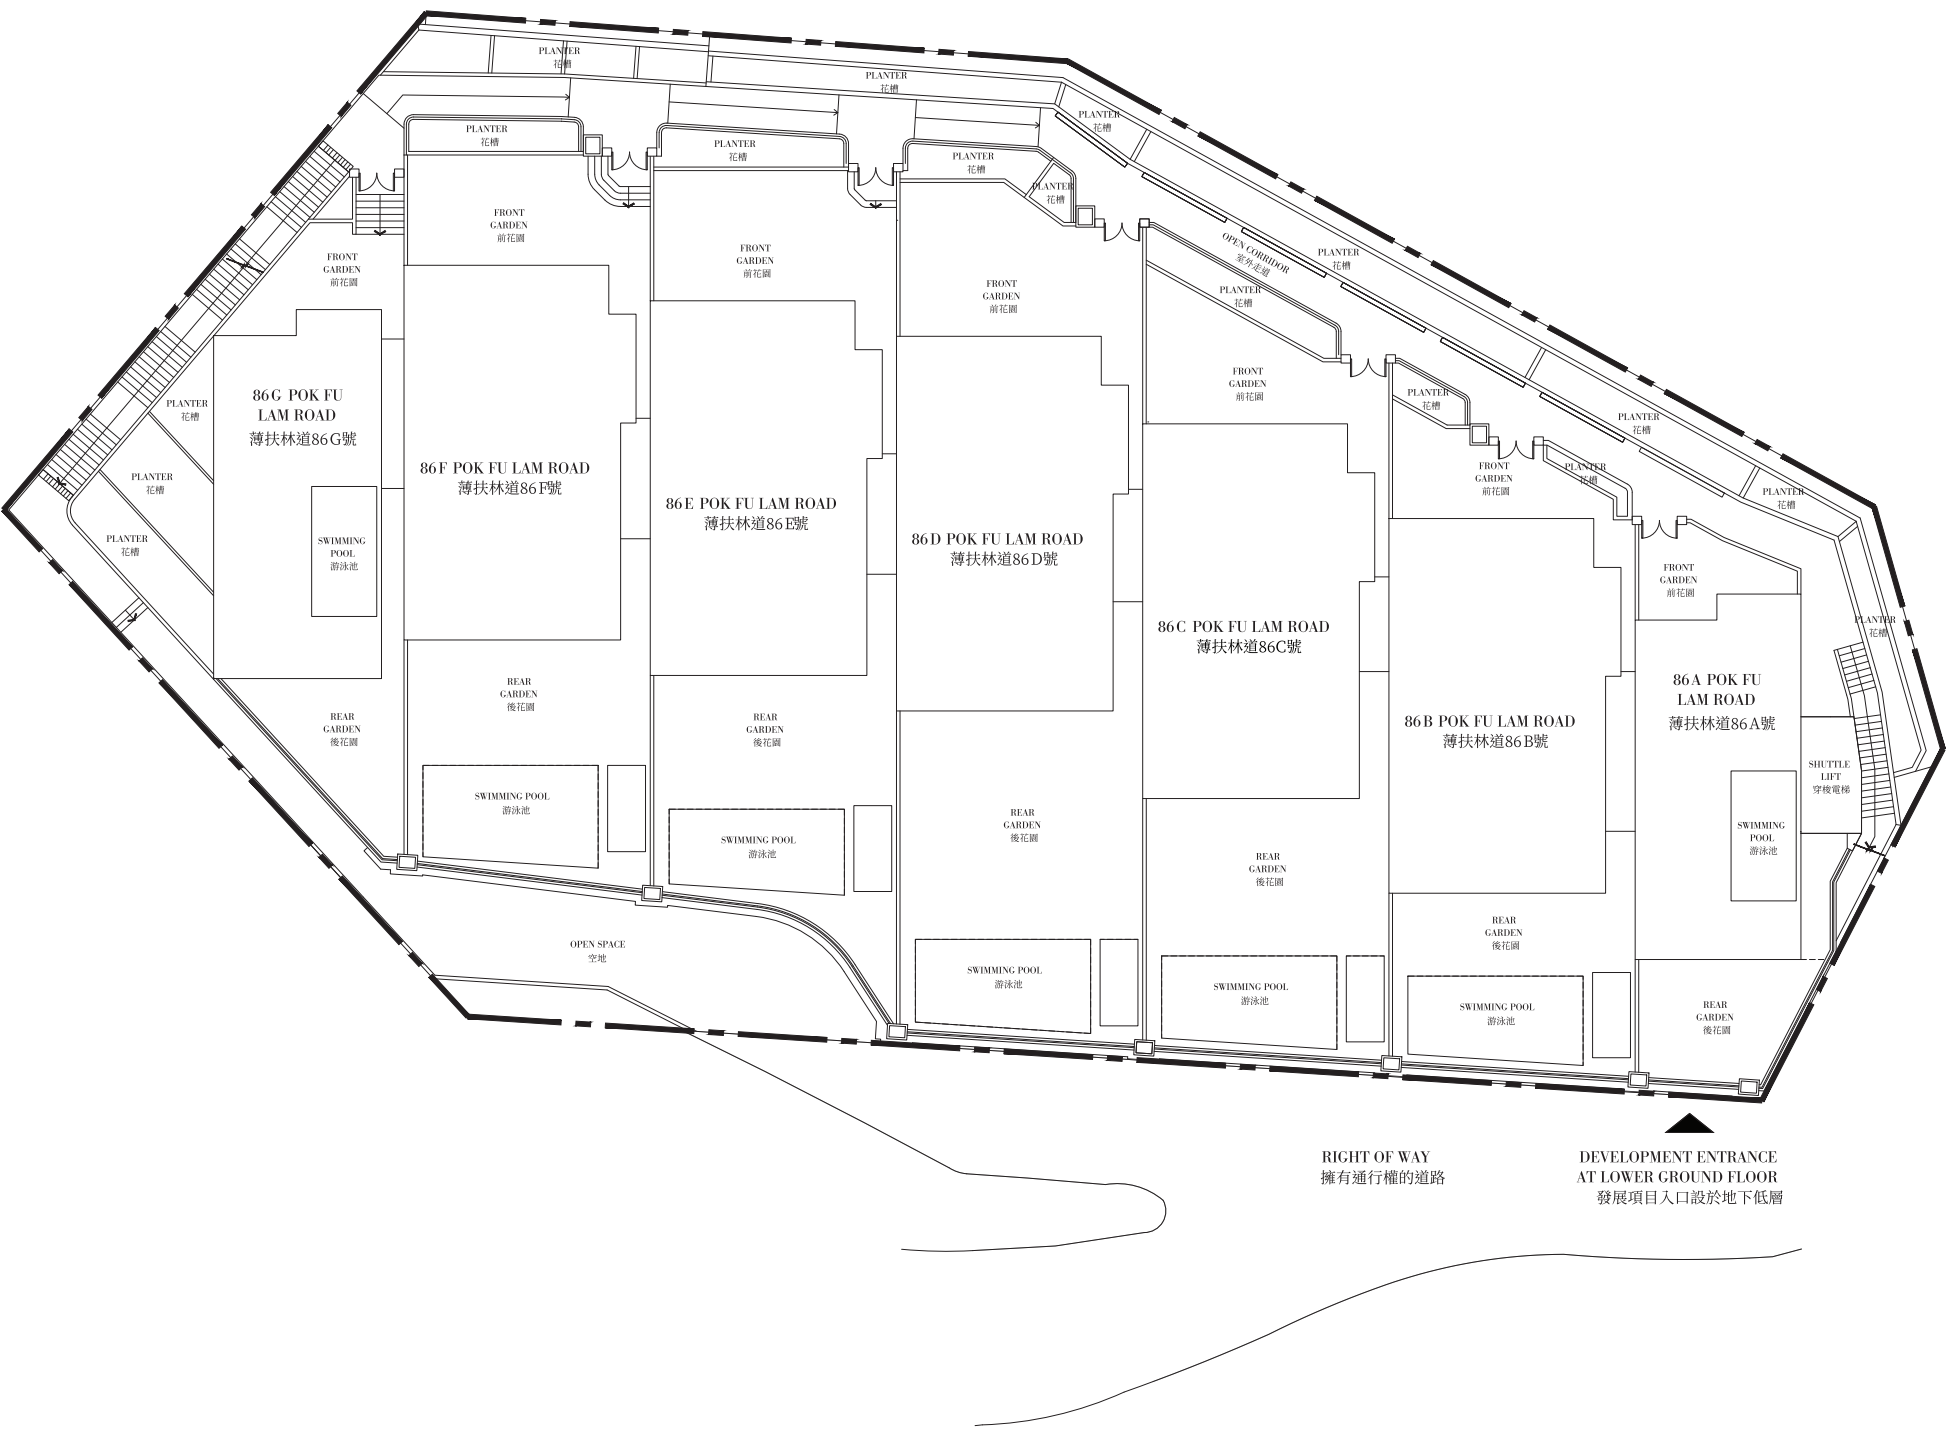 PLANTER
花槽
PLANTER
花槽
PLANTER
花槽
PLANTER
花槽
PLANTER
花槽
PLANTER
花槽
PLANTER
花槽
FRONT
GARDEN
前花園
FRONT
GARDEN
前花園
FRONT
GARDEN
前花園
FRONT
GARDEN
前花園
OPEN CORRIDOR
室外走道
PLANTER
花槽
PLANTER
花槽
FRONT
GARDEN
前花園
PLANTER
花槽
PLANTER
花槽
PLANTER
花槽
86G POK FU
LAM ROAD
薄扶林道86G號
PLANTER
花槽
PLANTER
花槽
PLANTER
花槽
SWIMMING
POOL
游泳池
86F POK FU LAM ROAD
薄扶林道86F號
86E POK FU LAM ROAD
薄扶林道86E號
86D POK FU LAM ROAD
薄扶林道86D號
86C POK FU LAM ROAD
薄扶林道86C號
FRONT
GARDEN
前花園
PLANTER
花槽
FRONT
GARDEN
前花園
PLANTER
花槽
86B POK FU LAM ROAD
薄扶林道86B號
86A POK FU
LAM ROAD
薄扶林道86A號
SHUTTLE
LIFT
穿梭電梯
SWIMMING
POOL
游泳池
REAR
GARDEN
後花園
REAR
GARDEN
後花園
REAR
GARDEN
後花園
REAR
GARDEN
後花園
REAR
GARDEN
後花園
REAR
GARDEN
後花園
REAR
GARDEN
後花園
SWIMMING POOL
游泳池
SWIMMING POOL
游泳池
SWIMMING POOL
游泳池
SWIMMING POOL
游泳池
SWIMMING POOL
游泳池
OPEN SPACE
空地
RIGHT OF WAY
擁有通行權的道路
DEVELOPMENT ENTRANCE
AT LOWER GROUND FLOOR
發展項目入口設於地下低層